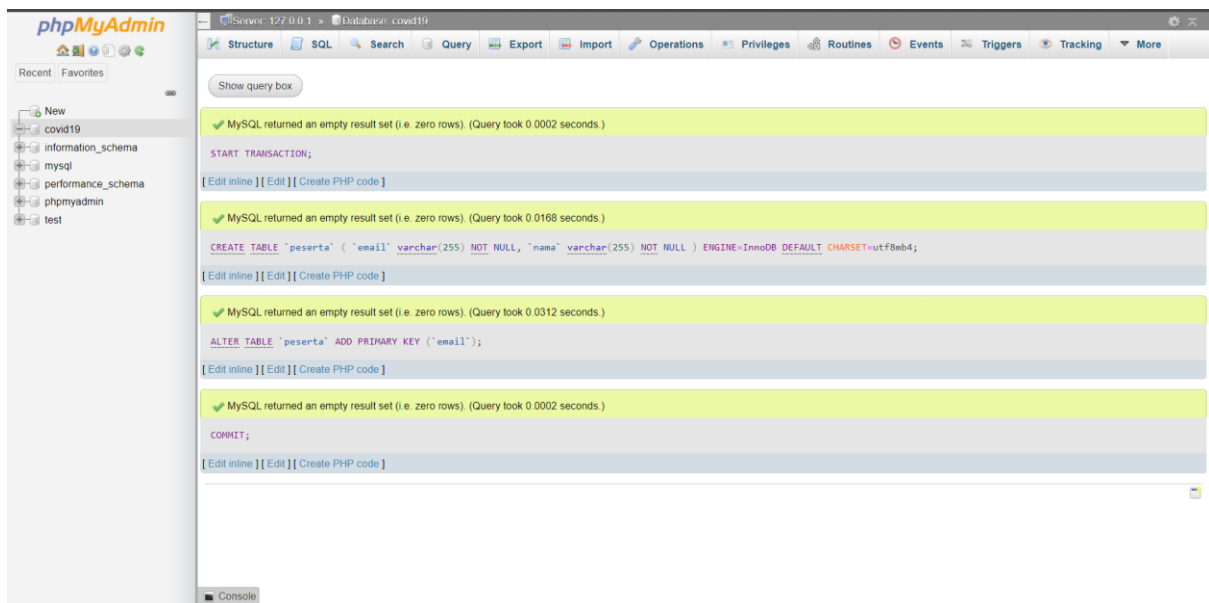 phpMyAdmin
Recent Favorites
New
covid19
information_schema
mysql
performance_schema
phpmyadmin
test
Server: 127.0.0.1 » Database: covid19
Structure SQL Search Query Export Import Operations Privileges Routines Events Triggers Tracking More
Show query box
MySQL returned an empty result set (i.e. zero rows). (Query took 0.0002 seconds.)
START TRANSACTION;
[ Edit inline ] [ Edit ] [ Create PHP code ]
MySQL returned an empty result set (i.e. zero rows). (Query took 0.0168 seconds.)
CREATE TABLE `peserta` ( `email` varchar(255) NOT NULL, `nama` varchar(255) NOT NULL ) ENGINE=InnoDB DEFAULT CHARSET=utf8mb4;
[ Edit inline ] [ Edit ] [ Create PHP code ]
MySQL returned an empty result set (i.e. zero rows). (Query took 0.0312 seconds.)
ALTER TABLE `peserta` ADD PRIMARY KEY (`email`);
[ Edit inline ] [ Edit ] [ Create PHP code ]
MySQL returned an empty result set (i.e. zero rows). (Query took 0.0002 seconds.)
COMMIT;
[ Edit inline ] [ Edit ] [ Create PHP code ]
Console